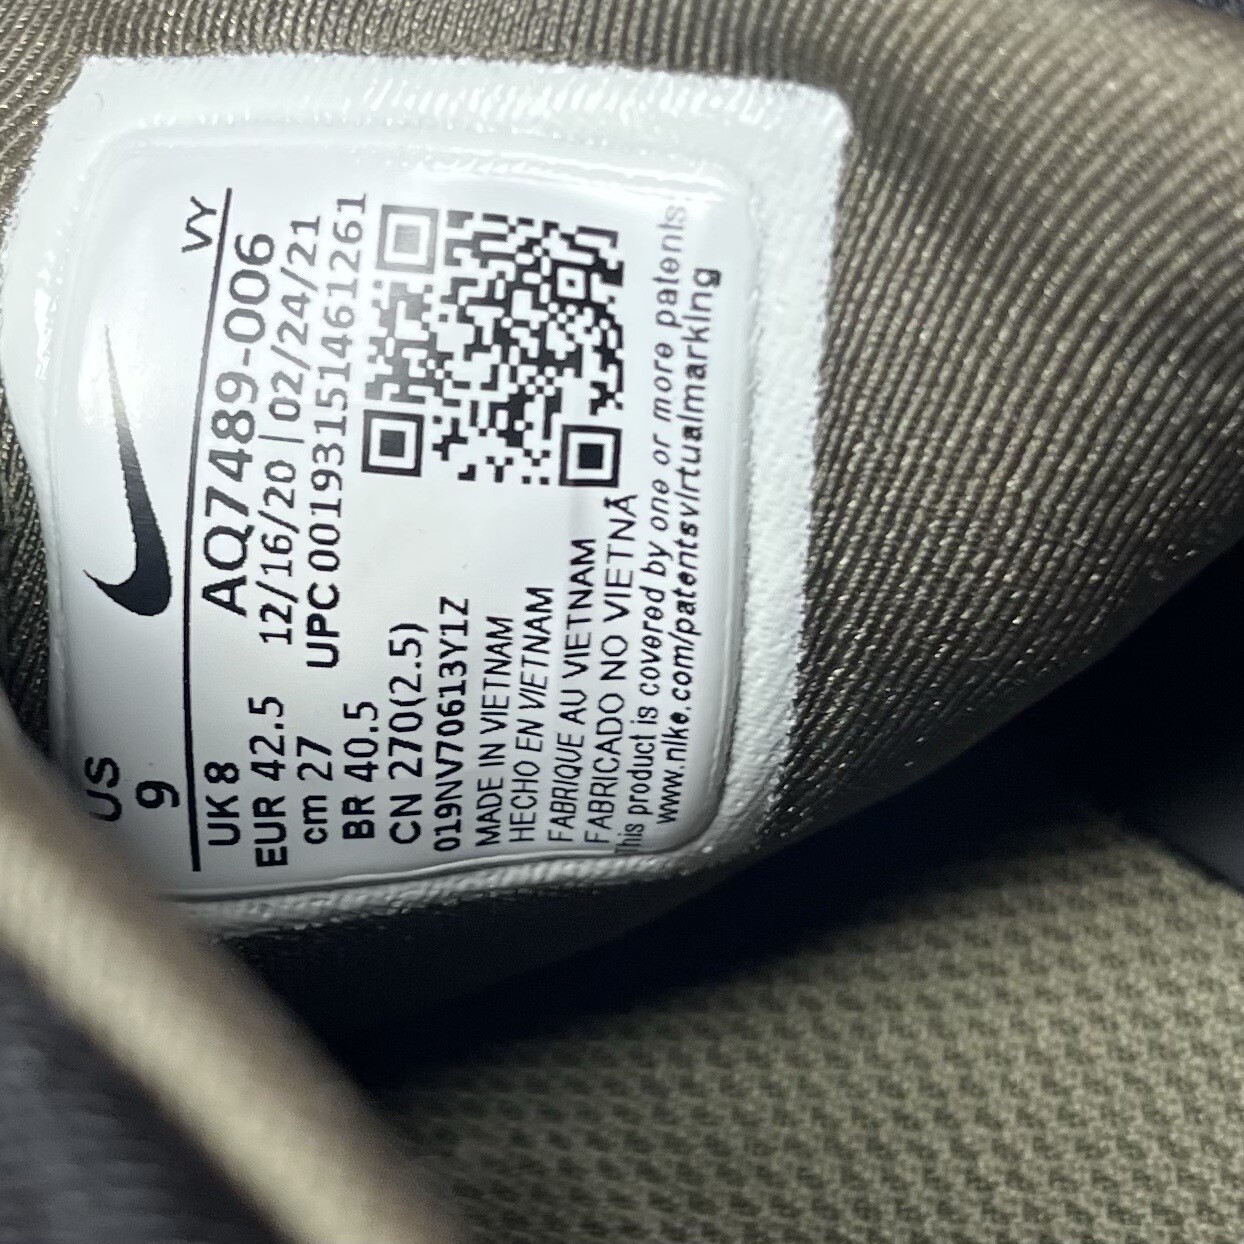 US
9
VY
UK 8
AQ7489-006
EUR 42.5
12/16/20 | 02/24/21
cm 27
UPC 00193151461261
BR 40.5
CN 270(2.5)
019NV70613Y1Z
MADE IN VIETNAM
HECHO EN VIETNAM
FABRIQUE AU VIETNAM
FABRICADO NO VIETNÃ
This product is covered by one or more patents:
www.nike.com/patentsvirtualmarking